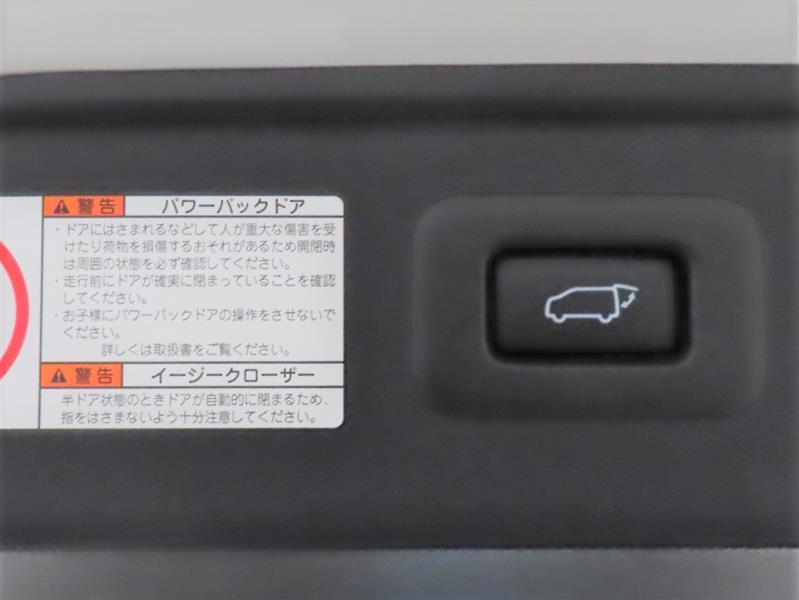 警告 パワーバックドア
・ドアにはさまれるなどして人が重大な傷害を受
けたり荷物を損傷するおそれがあるため開閉時
は周囲の状態を必ず確認してください。
・走行前にドアが確実に閉まっていることを確認
してください。
・お子様にパワーバックドアの操作をさせないで
ください。
詳しくは取扱書をご覧ください。
警告 イージークローザー
半ドア状態のときドアが自動的に閉まるため、
指をはさまないよう十分注意してください。